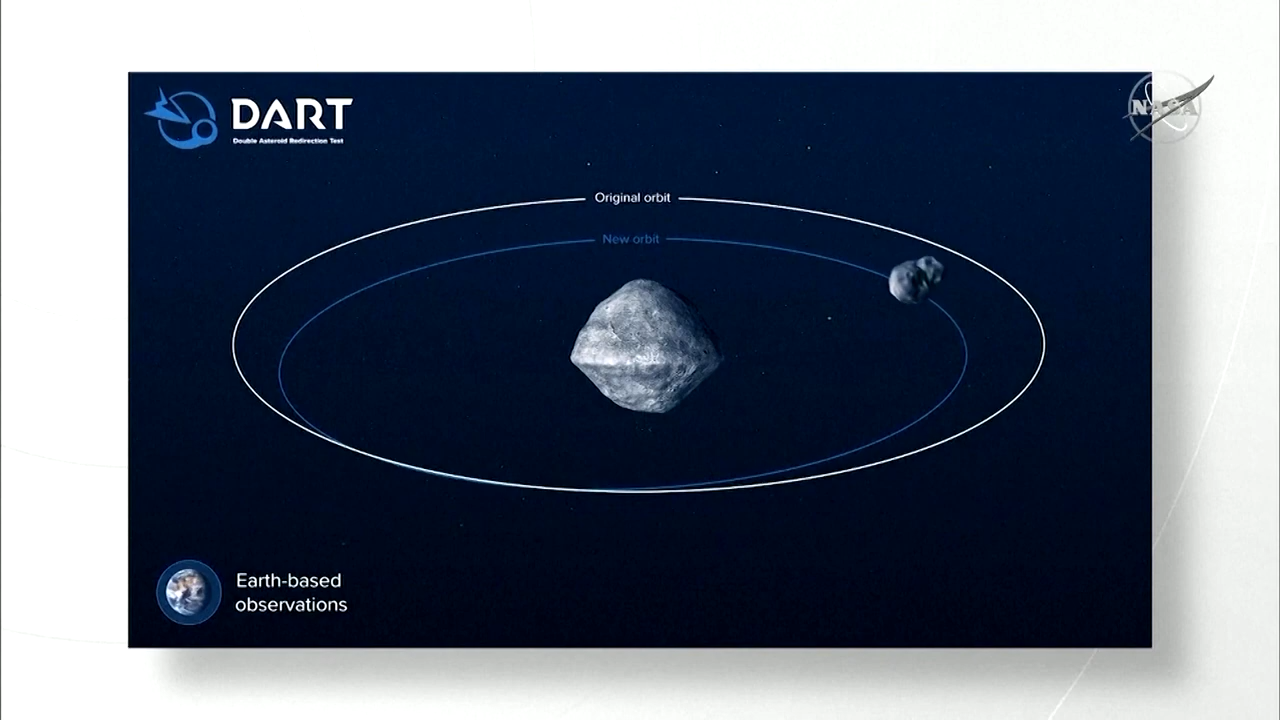 DART
Double Asteroid Redirection Test
NASA
Original orbit
New orbit
Earth-based
observations